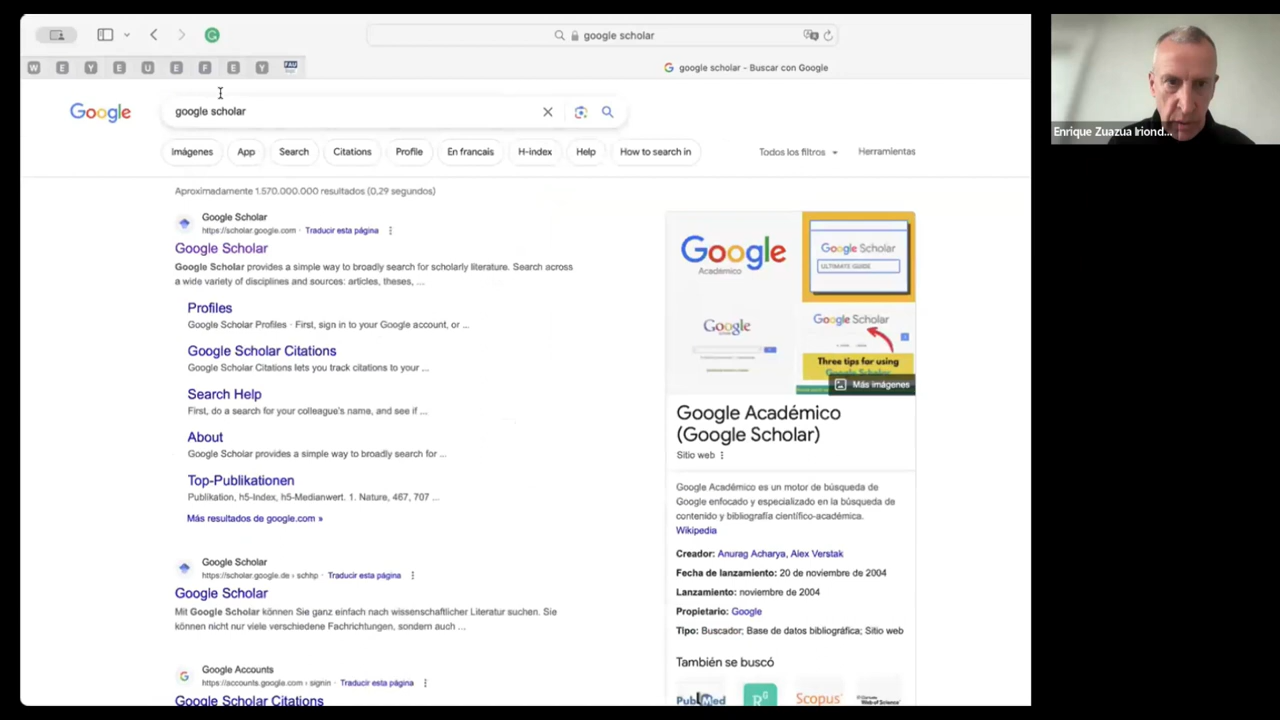 google scholar
W E Y E U E F E Y FAU
google scholar - Buscar con Google
Enrique Zuazua Iriond...
Google
google scholar
Imágenes App Search Citations Profile En francais H-index Help How to search in
Todos los filtros Herramientas
Aproximadamente 1.570.000.000 resultados (0,29 segundos)
Google Scholar
https://scholar.google.com · Traducir esta página
Google Scholar
Google Scholar provides a simple way to broadly search for scholarly literature. Search across
a wide variety of disciplines and sources: articles, theses, ...
Profiles
Google Scholar Profiles · First, sign in to your Google account, or ...
Google Scholar Citations
Google Scholar Citations lets you track citations to your ...
Search Help
First, do a search for your colleague's name, and see if ...
About
Google Scholar provides a simple way to broadly search for ...
Top-Publikationen
Publikation, h5-Index, h5-Medianwert. 1. Nature, 467, 707 ...
Más resultados de google.com »
Google Scholar
https://scholar.google.de › schhp · Traducir esta página
Google Scholar
Mit Google Scholar können Sie ganz einfach nach wissenschaftlicher Literatur suchen. Sie
können nicht nur viele verschiedene Fachrichtungen, sondern auch ...
Google Accounts
https://accounts.google.com › signin · Traducir esta página
Google Scholar Citations
Google
Académico
Google Scholar
ULTIMATE GUIDE
Google
Google Scholar
Three tips for using
Más imágenes
Google Académico
(Google Scholar)
Sitio web
Google Académico es un motor de búsqueda de
Google enfocado y especializado en la búsqueda de
contenido y bibliografía científico-académica.
Wikipedia
Creador: Anurag Acharya, Alex Verstak
Fecha de lanzamiento: 20 de noviembre de 2004
Lanzamiento: noviembre de 2004
Propietario: Google
Tipo: Buscador; Base de datos bibliográfica; Sitio web
También se buscó
PubMed
RG
Scopus
Web of Science